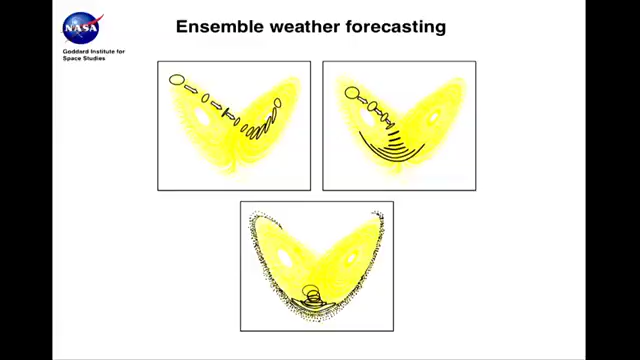 Ensemble weather forecasting
NASA
Goddard Institute for
Space Studies